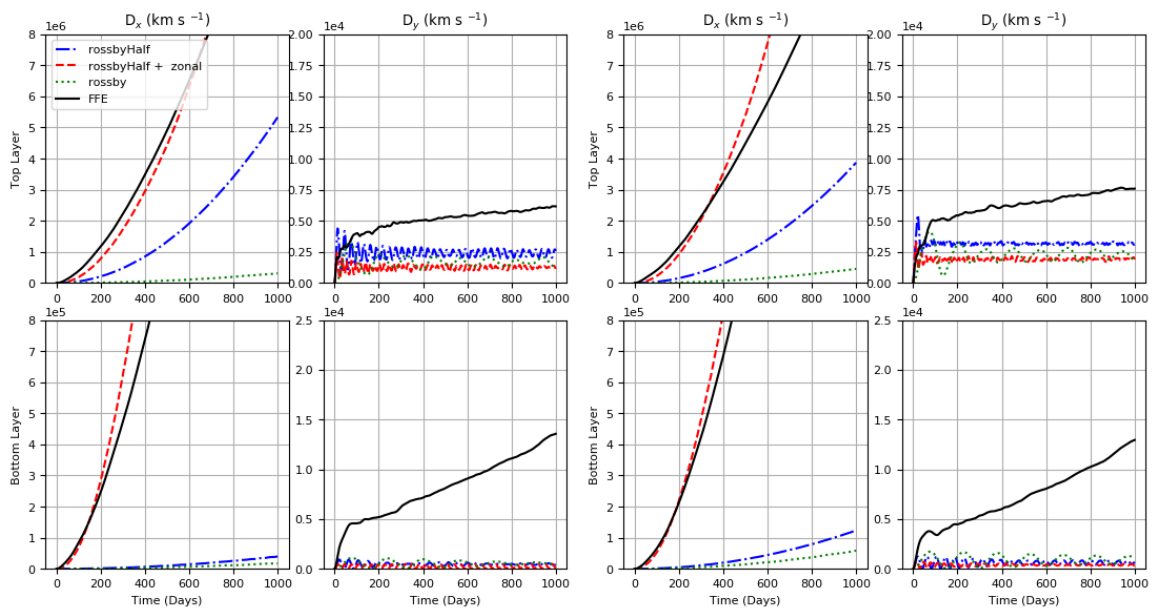 D_x (km s⁻¹)
D_y (km s⁻¹)
D_x (km s⁻¹)
D_y (km s⁻¹)
1e6
1e4
1e6
1e4
rossbyHalf
rossbyHalf + zonal
rossby
FFE
Top Layer
8
7
6
5
4
3
2
1
0
2.00
1.75
1.50
1.25
1.00
0.75
0.50
0.25
0.00
Top Layer
8
7
6
5
4
3
2
1
0
2.00
1.75
1.50
1.25
1.00
0.75
0.50
0.25
0.00
0 200 400 600 800 1000
0 200 400 600 800 1000
0 200 400 600 800 1000
0 200 400 600 800 1000
1e5
1e4
1e5
1e4
Bottom Layer
8
7
6
5
4
3
2
1
0
2.5
2.0
1.5
1.0
0.5
0.0
Bottom Layer
8
7
6
5
4
3
2
1
0
2.5
2.0
1.5
1.0
0.5
0.0
0 200 400 600 800 1000
0 200 400 600 800 1000
0 200 400 600 800 1000
0 200 400 600 800 1000
Time (Days)
Time (Days)
Time (Days)
Time (Days)